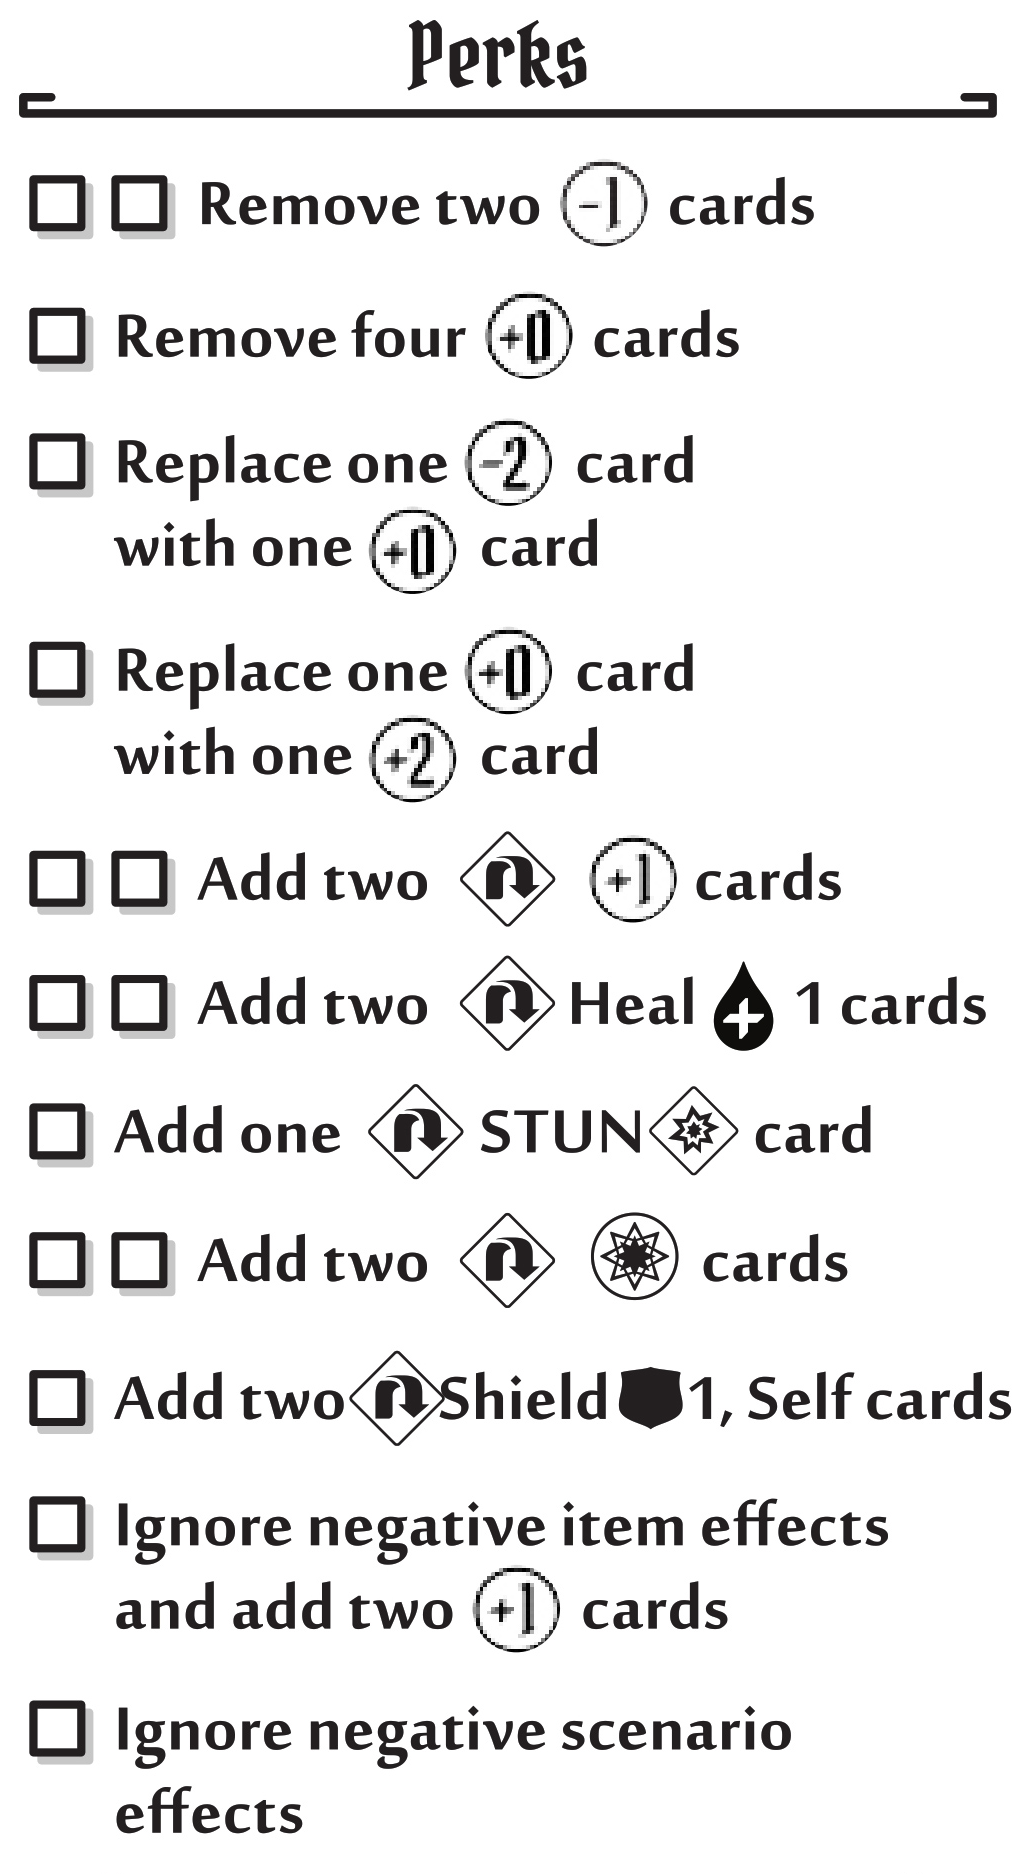 Perks
Remove two -1 cards
Remove four +0 cards
Replace one -2 card
with one +0 card
Replace one +0 card
with one +2 card
Add two +1 cards
Add two Heal 1 cards
Add one STUN card
Add two cards
Add two Shield 1, Self cards
Ignore negative item effects
and add two +1 cards
Ignore negative scenario
effects